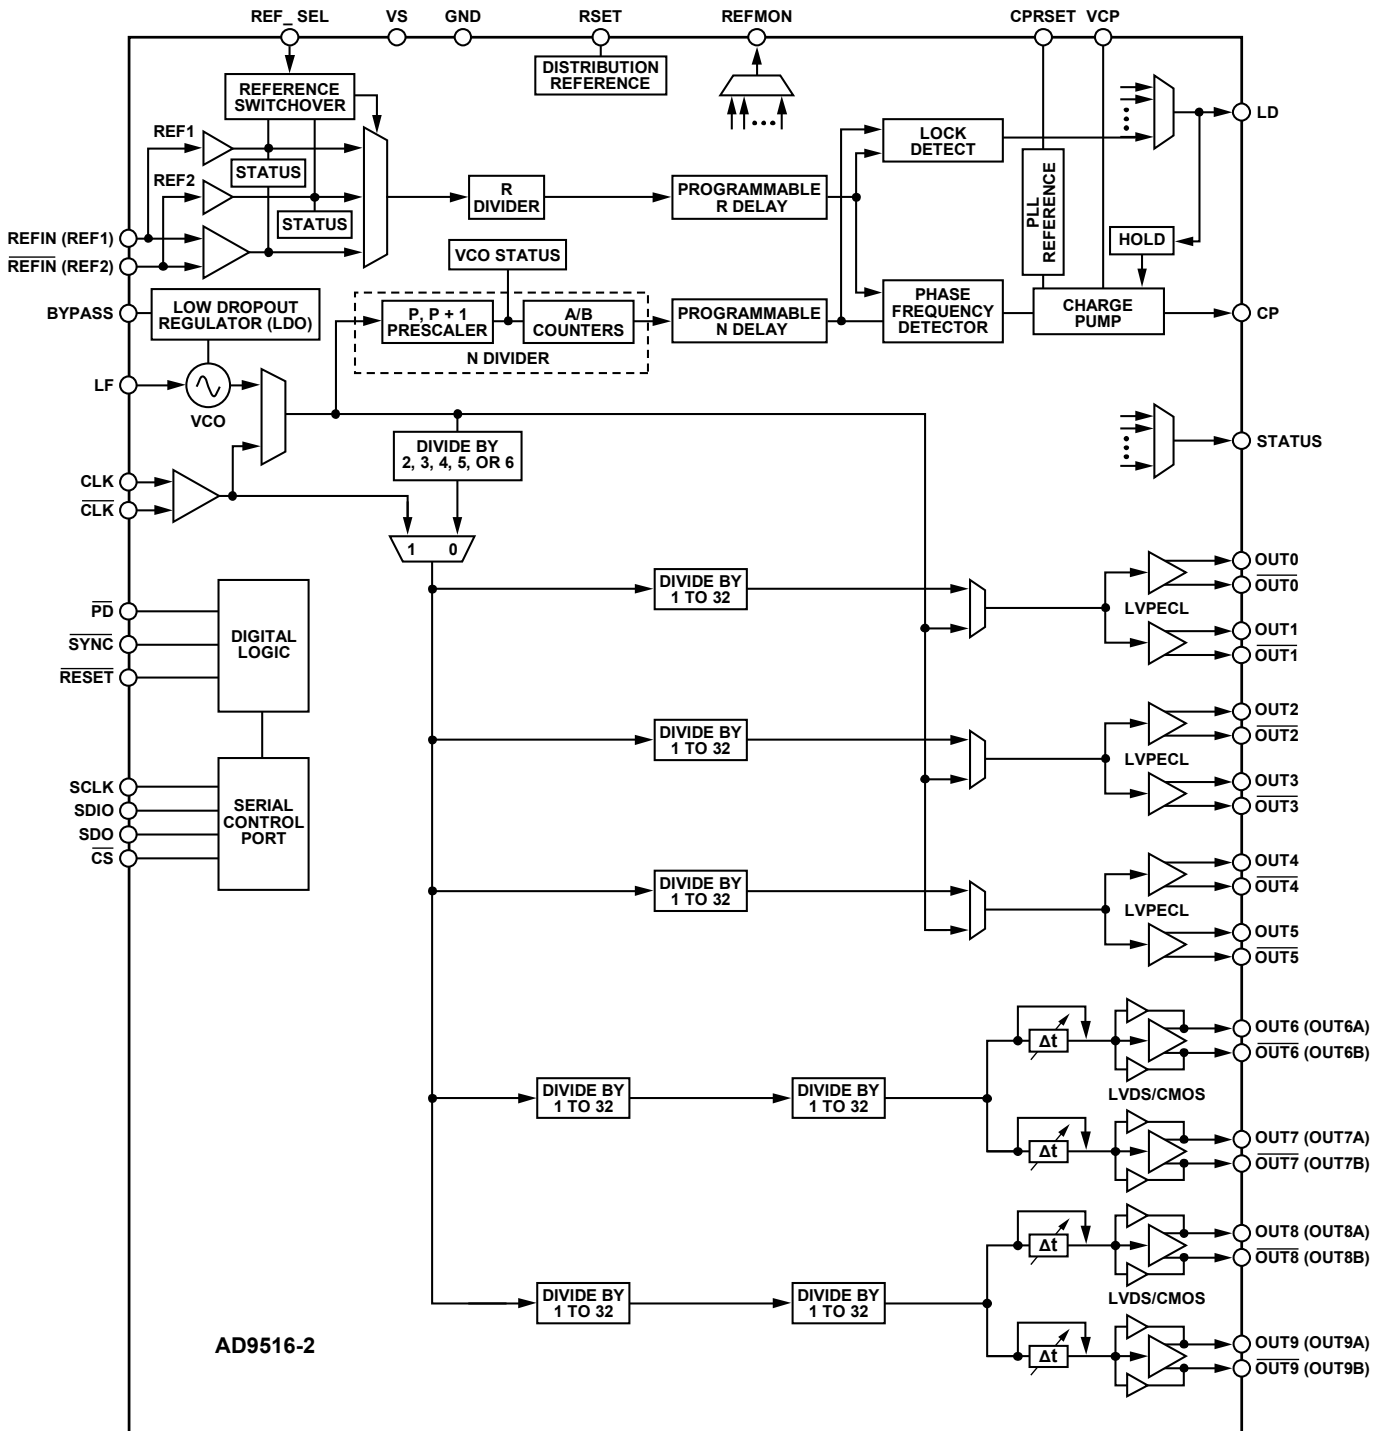 REF_ SEL VS GND RSET REFMON CPRSET VCP
DISTRIBUTION
REFERENCE
REFERENCE
SWITCHOVER
LD
REF1
LOCK
DETECT
STATUS
REF2
R
DIVIDER
PROGRAMMABLE
R DELAY
PLL
REFERENCE
STATUS
REFIN (REF1)
HOLD
REFIN (REF2)
VCO STATUS
BYPASS
LOW DROPOUT
REGULATOR (LDO)
P, P + 1
PRESCALER
A/B
COUNTERS
PROGRAMMABLE
N DELAY
PHASE
FREQUENCY
DETECTOR
CHARGE
PUMP
CP
N DIVIDER
LF
VCO
DIVIDE BY
2, 3, 4, 5, OR 6
STATUS
CLK
CLK
1 0
OUT0
DIVIDE BY
1 TO 32
OUT0
LVPECL
PD
DIGITAL
LOGIC
OUT1
SYNC
OUT1
RESET
OUT2
DIVIDE BY
1 TO 32
OUT2
LVPECL
SCLK
OUT3
SDIO
SERIAL
CONTROL
PORT
OUT3
SDO
CS
OUT4
DIVIDE BY
1 TO 32
OUT4
LVPECL
OUT5
OUT5
OUT6 (OUT6A)
Δt
OUT6 (OUT6B)
DIVIDE BY
1 TO 32
DIVIDE BY
1 TO 32
LVDS/CMOS
OUT7 (OUT7A)
Δt
OUT7 (OUT7B)
OUT8 (OUT8A)
Δt
OUT8 (OUT8B)
DIVIDE BY
1 TO 32
DIVIDE BY
1 TO 32
LVDS/CMOS
AD9516-2
OUT9 (OUT9A)
Δt
OUT9 (OUT9B)